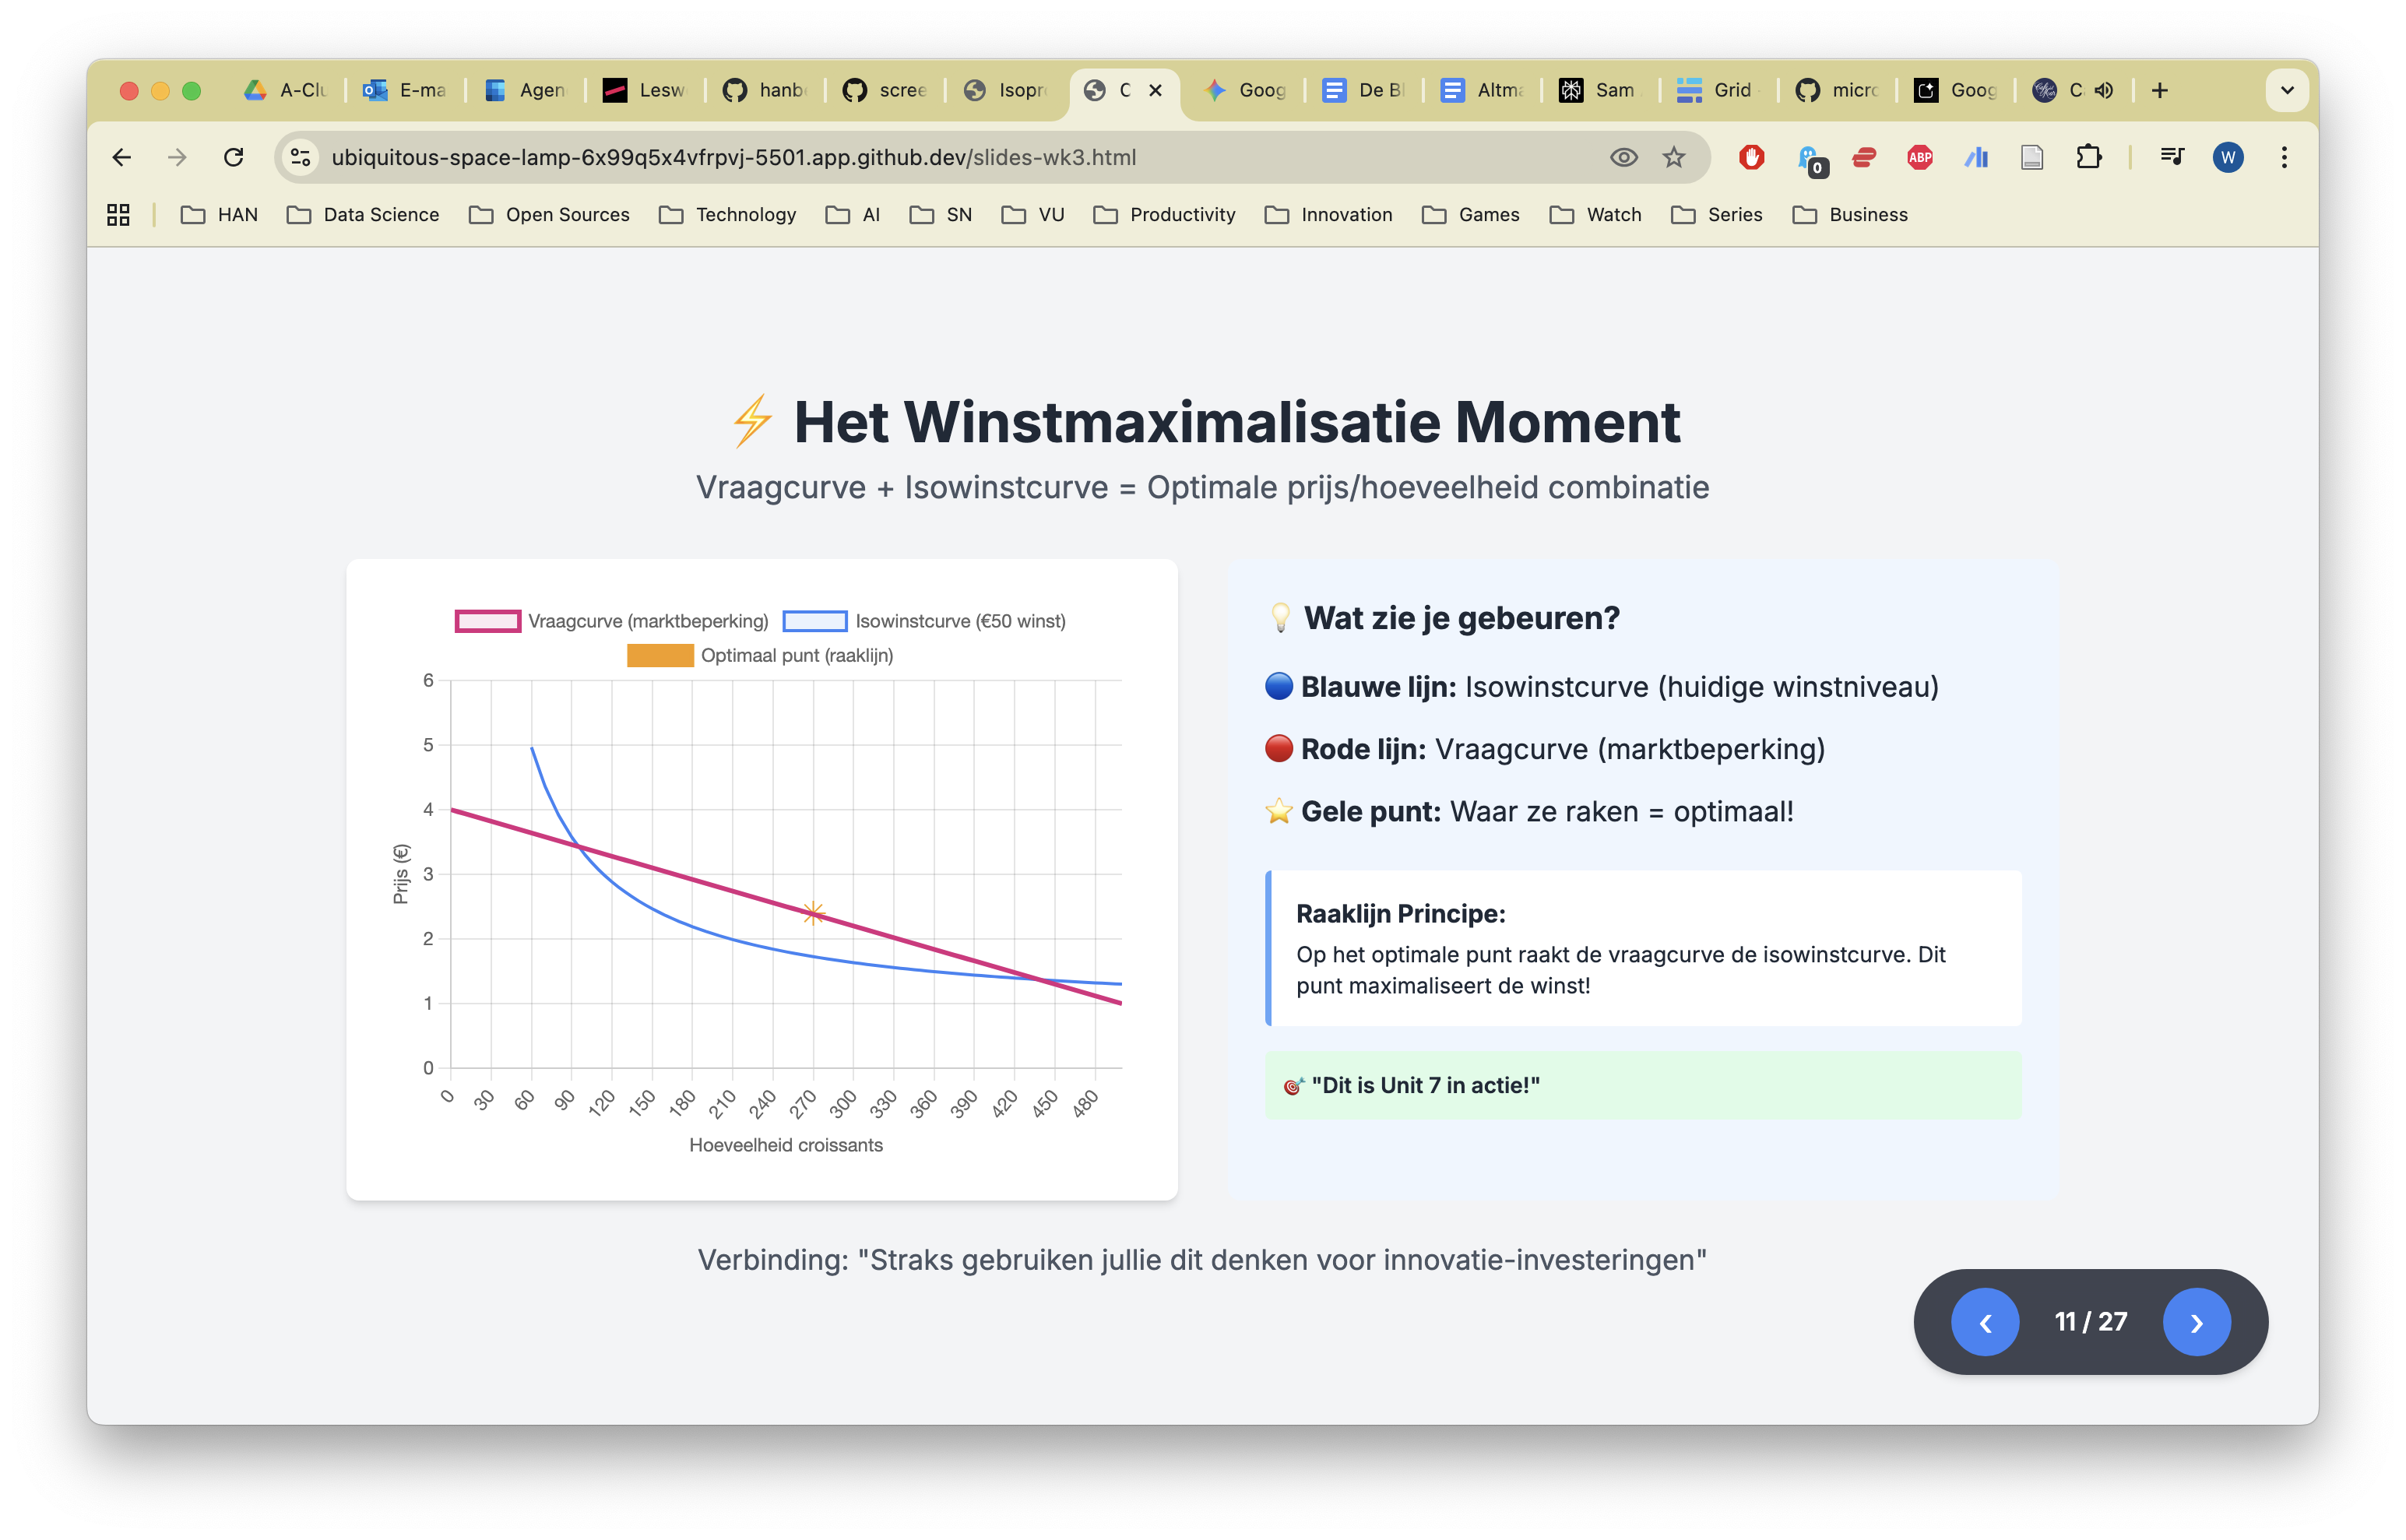 A-Clu
E-ma
Agen
Lesw
hanb
scree
Isopr
C
Goog
De Bl
Altma
Sam
Grid
micro
Goog
C
ubiquitous-space-lamp-6x99q5x4vfrpvj-5501.app.github.dev/slides-wk3.html
0
ABP
W
HAN
Data Science
Open Sources
Technology
AI
SN
VU
Productivity
Innovation
Games
Watch
Series
Business
Het Winstmaximalisatie Moment
Vraagcurve + Isowinstcurve = Optimale prijs/hoeveelheid combinatie
Vraagcurve (marktbeperking)
Isowinstcurve (€50 winst)
Optimaal punt (raaklijn)
6
5
4
3
2
1
0
Prijs (€)
0
30
60
90
120
150
180
210
240
270
300
330
360
390
420
450
480
Hoeveelheid croissants
Wat zie je gebeuren?
Blauwe lijn: Isowinstcurve (huidige winstniveau)
Rode lijn: Vraagcurve (marktbeperking)
Gele punt: Waar ze raken = optimaal!
Raaklijn Principe:
Op het optimale punt raakt de vraagcurve de isowinstcurve. Dit
punt maximaliseert de winst!
"Dit is Unit 7 in actie!"
Verbinding: "Straks gebruiken jullie dit denken voor innovatie-investeringen"
‹ 11 / 27 ›